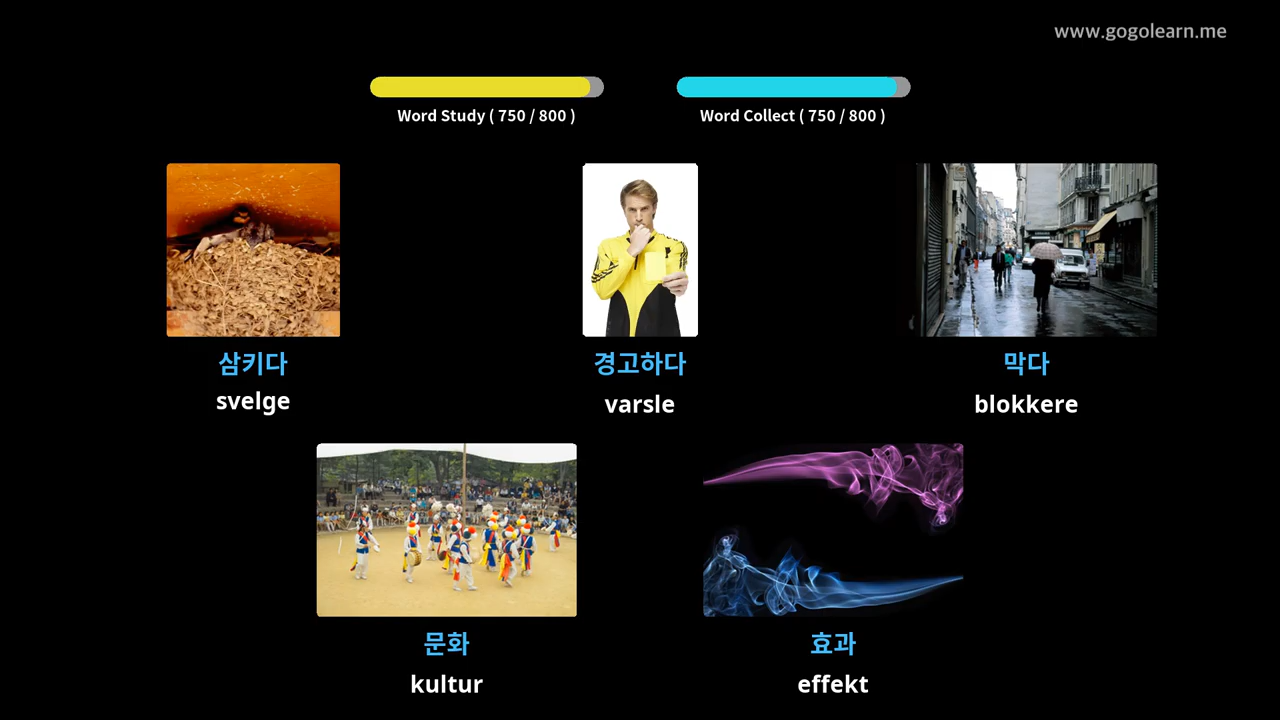 www.gogolearn.me
Word Study ( 750 / 800 )
Word Collect ( 750 / 800 )
삼키다
svelge
경고하다
varsle
막다
blokkere
문화
kultur
효과
effekt